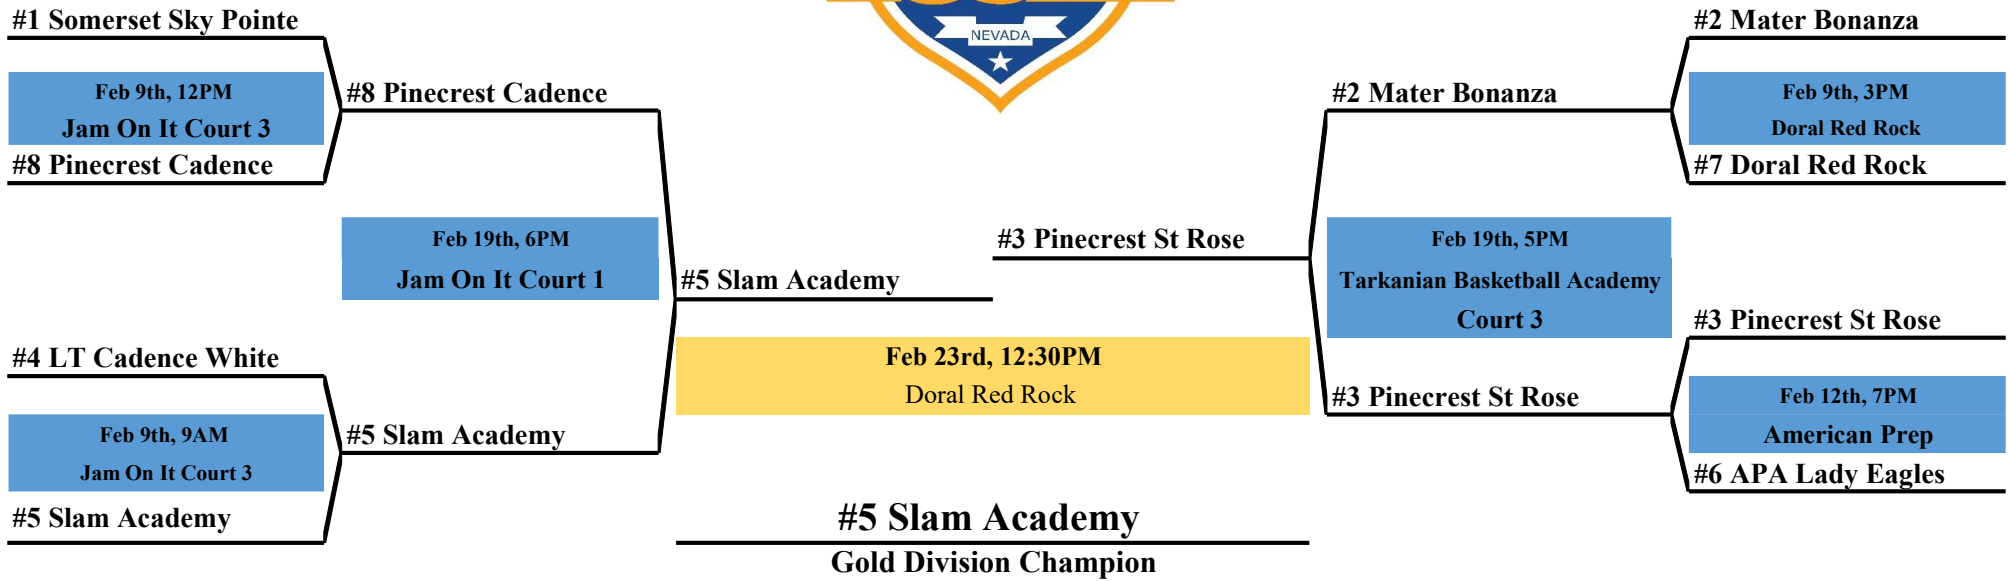 #1 Somerset Sky Pointe
Feb 9th, 12PM
Jam On It Court 3
#8 Pinecrest Cadence
#8 Pinecrest Cadence
Feb 19th, 6PM
Jam On It Court 1
#4 LT Cadence White
Feb 9th, 9AM
Jam On It Court 3
#5 Slam Academy
#5 Slam Academy
#5 Slam Academy
NEVADA
#3 Pinecrest St Rose
Feb 23rd, 12:30PM
Doral Red Rock
#5 Slam Academy
Gold Division Champion
#2 Mater Bonanza
Feb 19th, 5PM
Tarkanian Basketball Academy
Court 3
#3 Pinecrest St Rose
#2 Mater Bonanza
Feb 9th, 3PM
Doral Red Rock
#7 Doral Red Rock
#3 Pinecrest St Rose
Feb 12th, 7PM
American Prep
#6 APA Lady Eagles